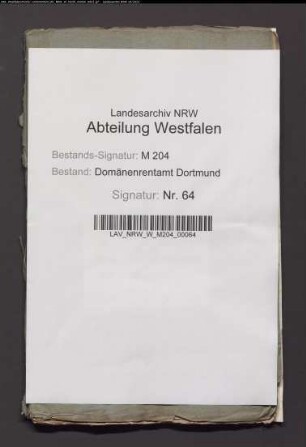 Landesarchiv NRW
Abteilung Westfalen
Bestands-Signatur: M 204
Bestand: Domänenrentamt Dortmund
Signatur: Nr. 64
LAV_NRW_W_M204_00064